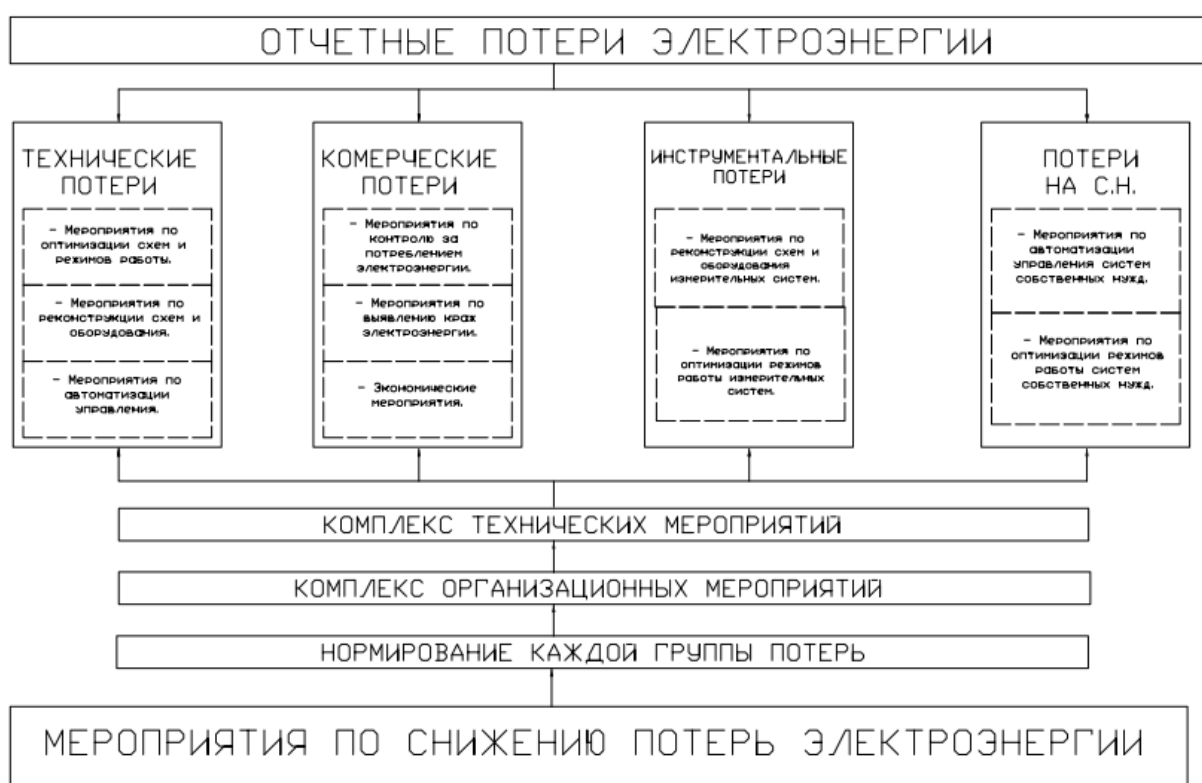 ОТЧЕТНЫЕ ПОТЕРИ ЭЛЕКТРОЭНЕРГИИ
ТЕХНИЧЕСКИЕ
ПОТЕРИ
– Мероприятия по
оптимизации схем и
режимов работы.
– Мероприятия по
реконструкции схем и
оборудования.
– Мероприятия по
автоматизации
управления.
КОМЕРЧЕСКИЕ
ПОТЕРИ
– Мероприятия по
контролю за
потреблением
электроэнергии.
– Мероприятия по
выявлению краж
электроэнергии.
– Экономические
мероприятия.
ИНСТРУМЕНТАЛЬНЫЕ
ПОТЕРИ
– Мероприятия по
реконструкции схем и
оборудования
измерительных систем.
– Мероприятия по
оптимизации режимов
работы измерительных
систем.
ПОТЕРИ
НА С.Н.
– Мероприятия по
автоматизации
управления систем
собственных нужд.
– Мероприятия по
оптимизации режимов
работы систем
собственных нужд.
КОМПЛЕКС ТЕХНИЧЕСКИХ МЕРОПРИЯТИЙ
КОМПЛЕКС ОРГАНИЗАЦИОННЫХ МЕРОПРИЯТИЙ
НОРМИРОВАНИЕ КАЖДОЙ ГРУППЫ ПОТЕРЬ
МЕРОПРИЯТИЯ ПО СНИЖЕНИЮ ПОТЕРЬ ЭЛЕКТРОЭНЕРГИИ